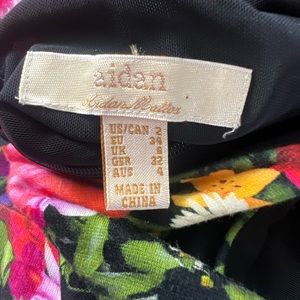 aidan
Aidan Mattox
US/CAN 2
EU 34
UK 6
GER 32
AUS 4
MADE IN
CHINA